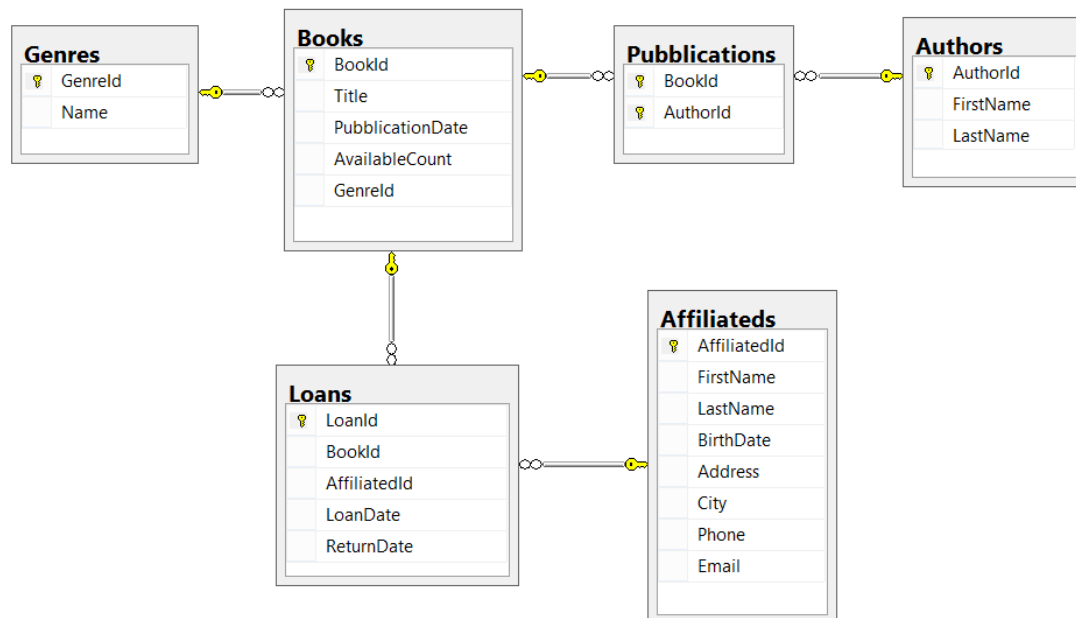 Genres
GenreId
Name
Books
BookId
Title
PubblicationDate
AvailableCount
GenreId
Pubblications
BookId
AuthorId
Authors
AuthorId
FirstName
LastName
Loans
LoanId
BookId
AffiliatedId
LoanDate
ReturnDate
Affiliateds
AffiliatedId
FirstName
LastName
BirthDate
Address
City
Phone
Email